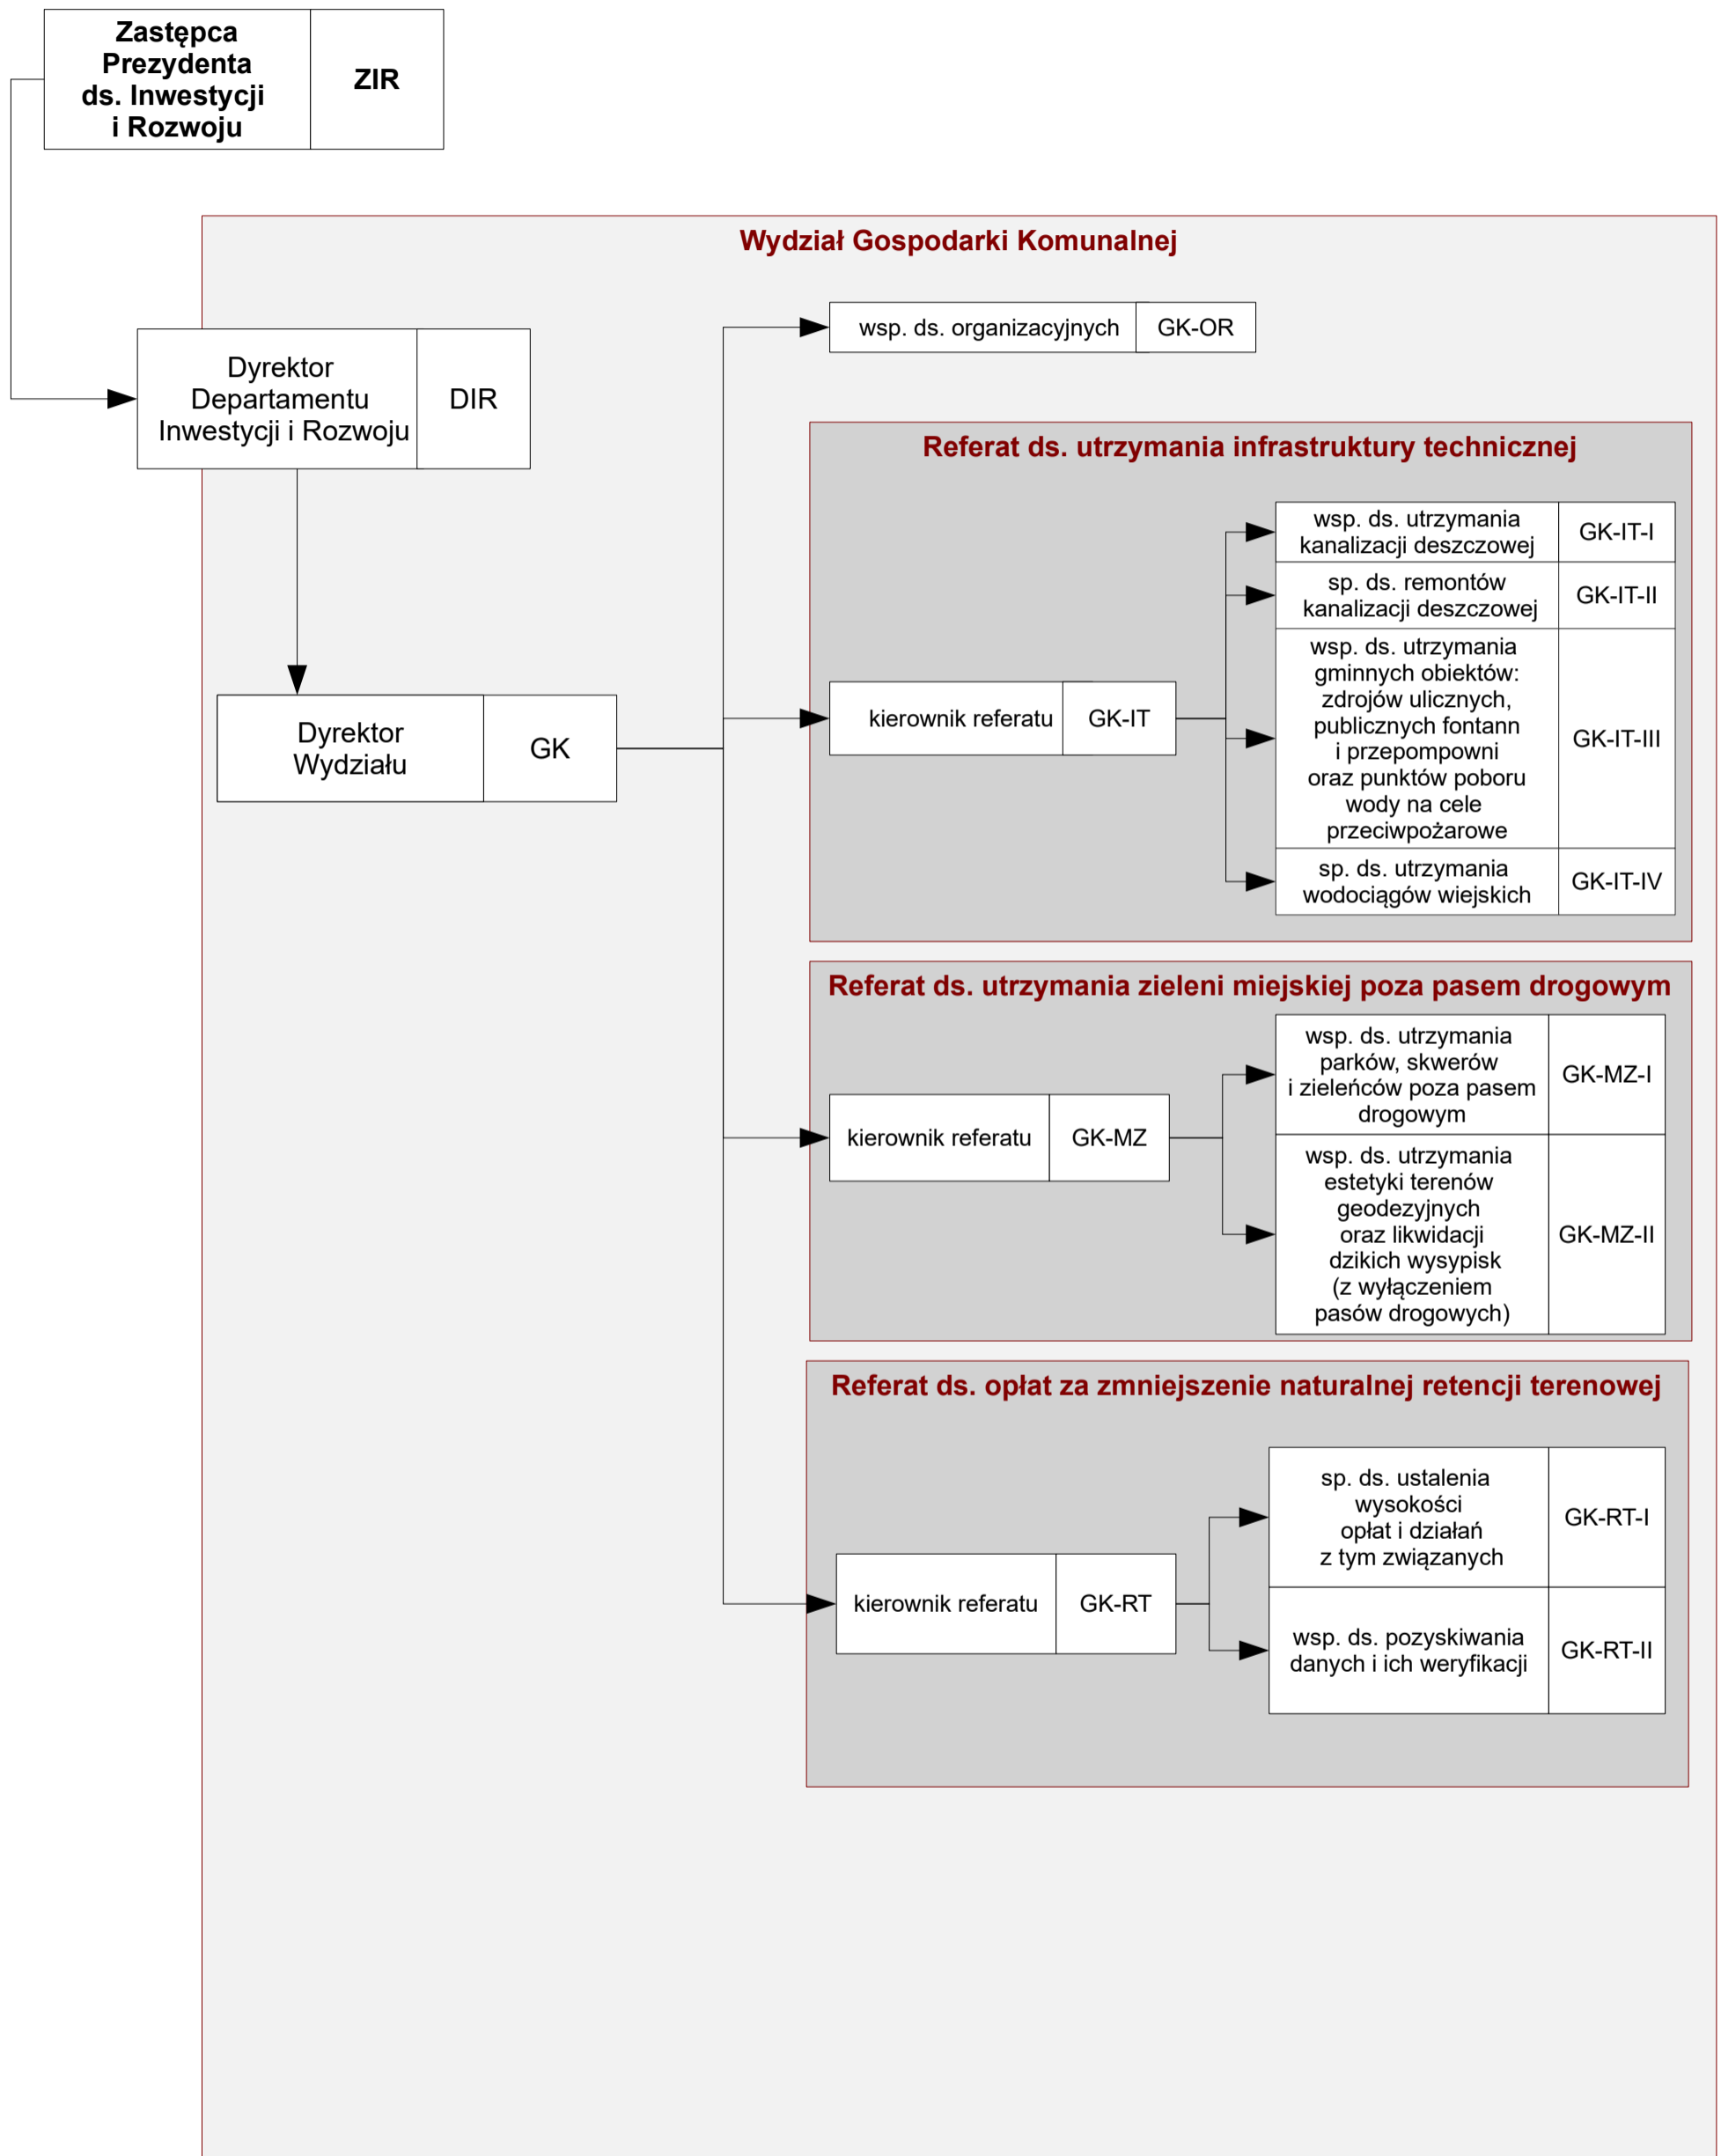 Zastępca
Prezydenta
ds. Inwestycji
i Rozwoju
ZIR
Wydział Gospodarki Komunalnej
wsp. ds. organizacyjnych
GK-OR
Dyrektor
Departamentu
Inwestycji i Rozwoju
DIR
Dyrektor
Wydziału
GK
Referat ds. utrzymania infrastruktury technicznej
kierownik referatu
GK-IT
wsp. ds. utrzymania
kanalizacji deszczowej
GK-IT-I
sp. ds. remontów
kanalizacji deszczowej
GK-IT-II
wsp. ds. utrzymania
gminnych obiektów:
zdrojów ulicznych,
publicznych fontann
i przepompowni
oraz punktów poboru
wody na cele
przeciwpożarowe
GK-IT-III
sp. ds. utrzymania
wodociągów wiejskich
GK-IT-IV
Referat ds. utrzymania zieleni miejskiej poza pasem drogowym
kierownik referatu
GK-MZ
wsp. ds. utrzymania
parków, skwerów
i zieleńców poza pasem
drogowym
GK-MZ-I
wsp. ds. utrzymania
estetyki terenów
geodezyjnych
oraz likwidacji
dzikich wysypisk
(z wyłączeniem
pasów drogowych)
GK-MZ-II
Referat ds. opłat za zmniejszenie naturalnej retencji terenowej
kierownik referatu
GK-RT
sp. ds. ustalenia
wysokości
opłat i działań
z tym związanych
GK-RT-I
wsp. ds. pozyskiwania
danych i ich weryfikacji
GK-RT-II